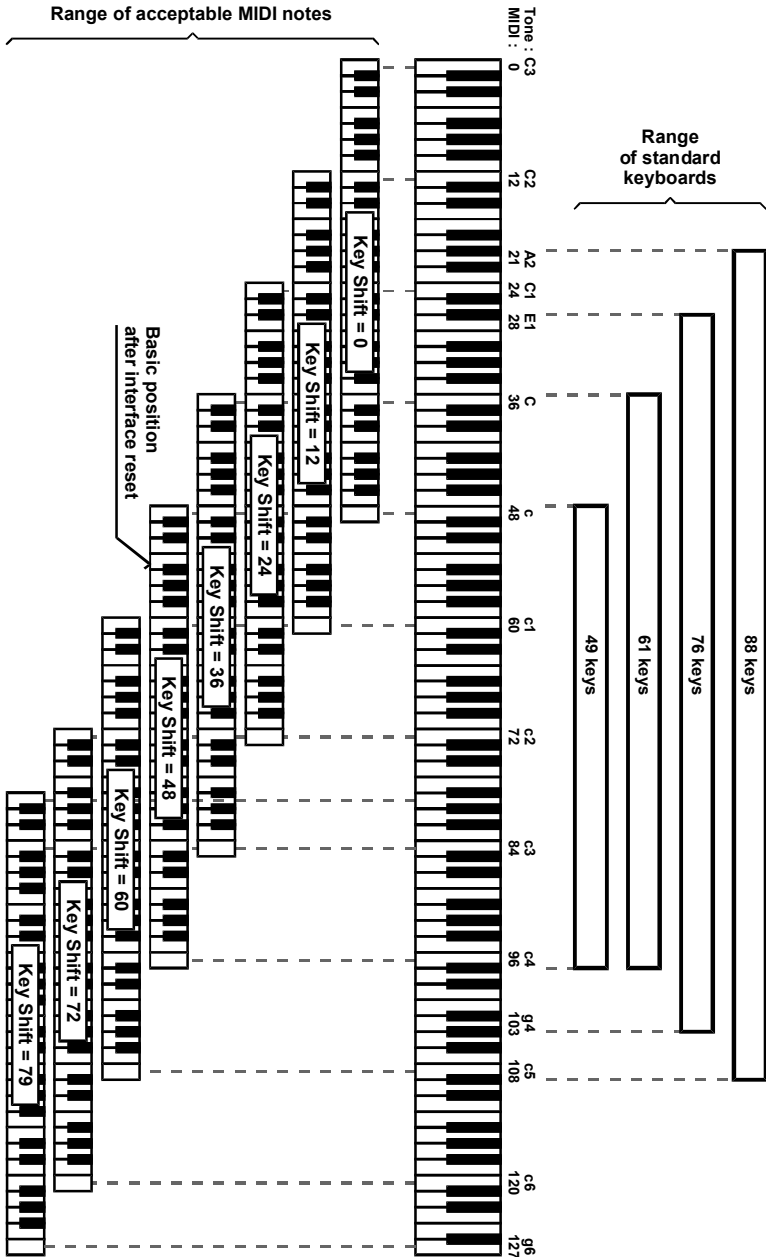 Range of acceptable MIDI notes
Tone : C3 C2 A2 C1 E1 C c c1 c2 c3 c4 g4 c5 c6 g6
MIDI : 0 12 21 24 28 36 48 60 72 84 96 103 108 120 127
Range
of standard
keyboards
88 keys
76 keys
61 keys
49 keys
Key Shift = 0
Key Shift = 12
Key Shift = 24
Key Shift = 36
Key Shift = 48
Key Shift = 60
Key Shift = 72
Key Shift = 79
Basic position
after interface reset